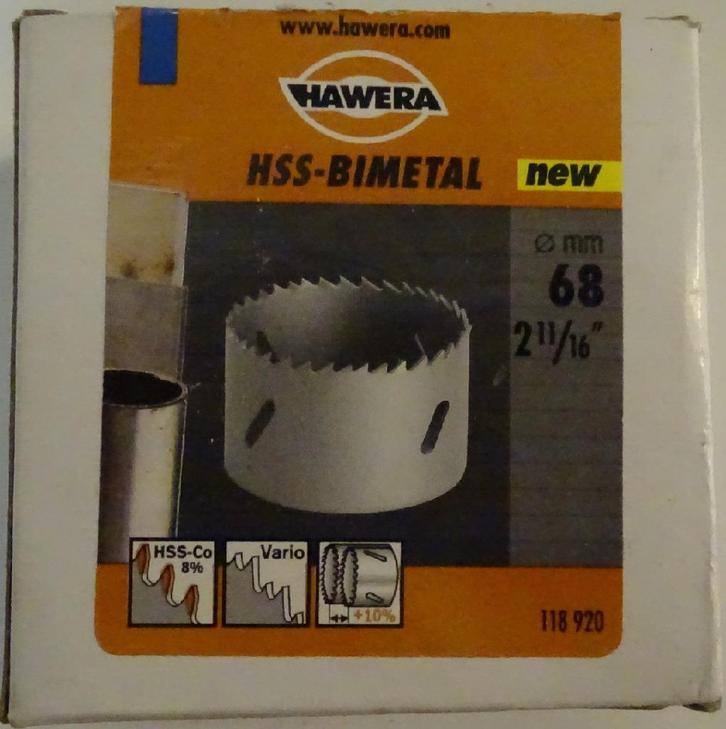 www.hawera.com
HAWERA
HSS-BIMETAL
new
Ø mm
68
2 11/16"
HSS-Co
8%
Vario
+10%
118 920